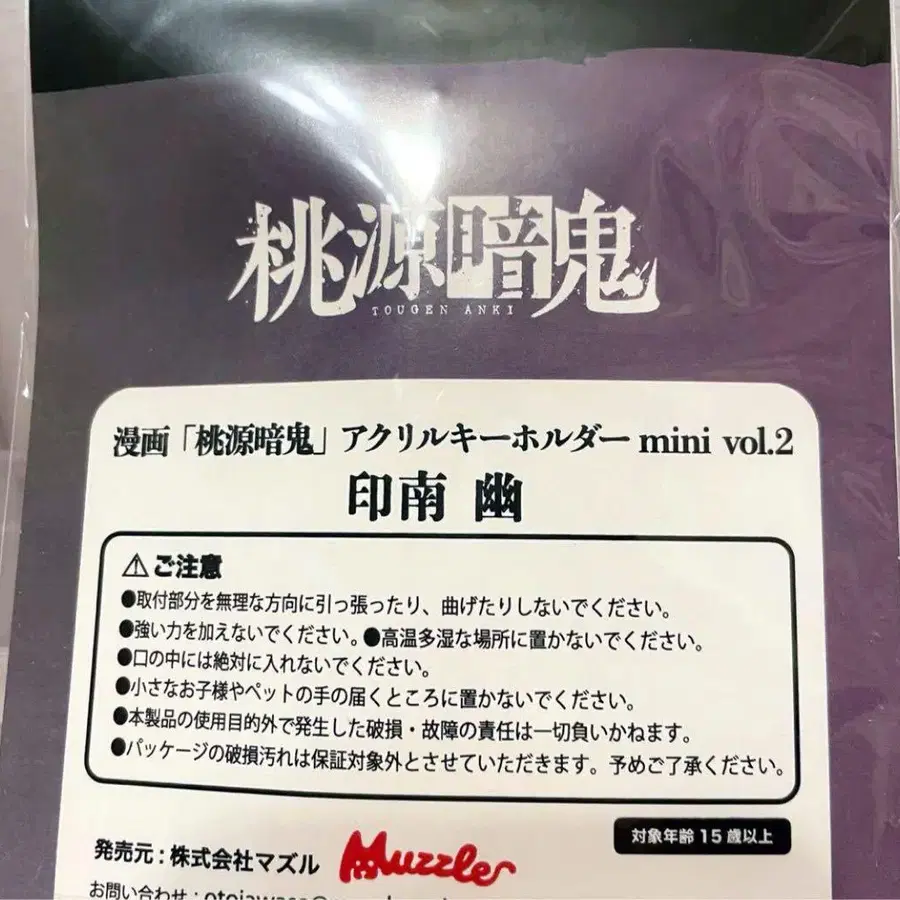 桃源暗鬼
TOUGEN ANKI
漫画「桃源暗鬼」アクリルキーホルダー mini vol.2
印南 幽
⚠ご注意
●取付部分を無理な方向に引っ張ったり、曲げたりしないでください。
●強い力を加えないでください。●高温多湿な場所に置かないでください。
●口の中には絶対に入れないでください。
●小さなお子様やペットの手の届くところに置かないでください。
●本製品の使用目的外で発生した破損・故障の責任は一切負いかねます。
●パッケージの破損汚れは保証対象外とさせていただきます。予めご了承ください。
対象年齢 15 歳以上
発売元：株式会社マズル Muzzle
お問い合わせ：